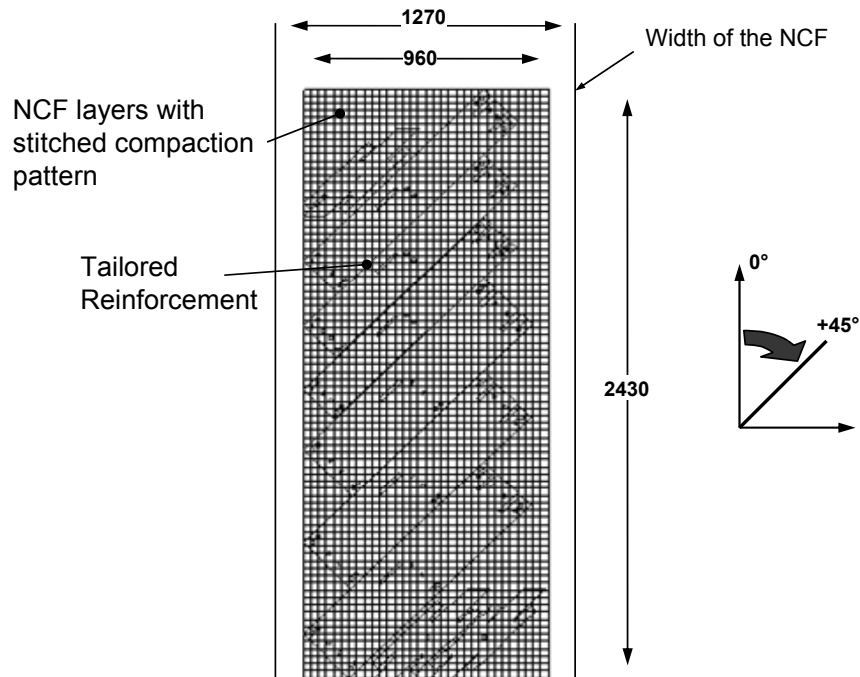 1270
Width of the NCF
960
NCF layers with
stitched compaction
pattern
Tailored
Reinforcement
0°
+45°
2430